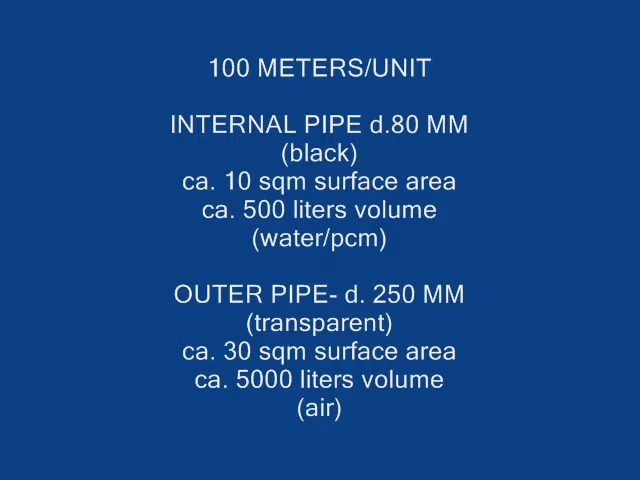 100 METERS/UNIT
INTERNAL PIPE d.80 MM
(black)
ca. 10 sqm surface area
ca. 500 liters volume
(water/pcm)
OUTER PIPE- d. 250 MM
(transparent)
ca. 30 sqm surface area
ca. 5000 liters volume
(air)